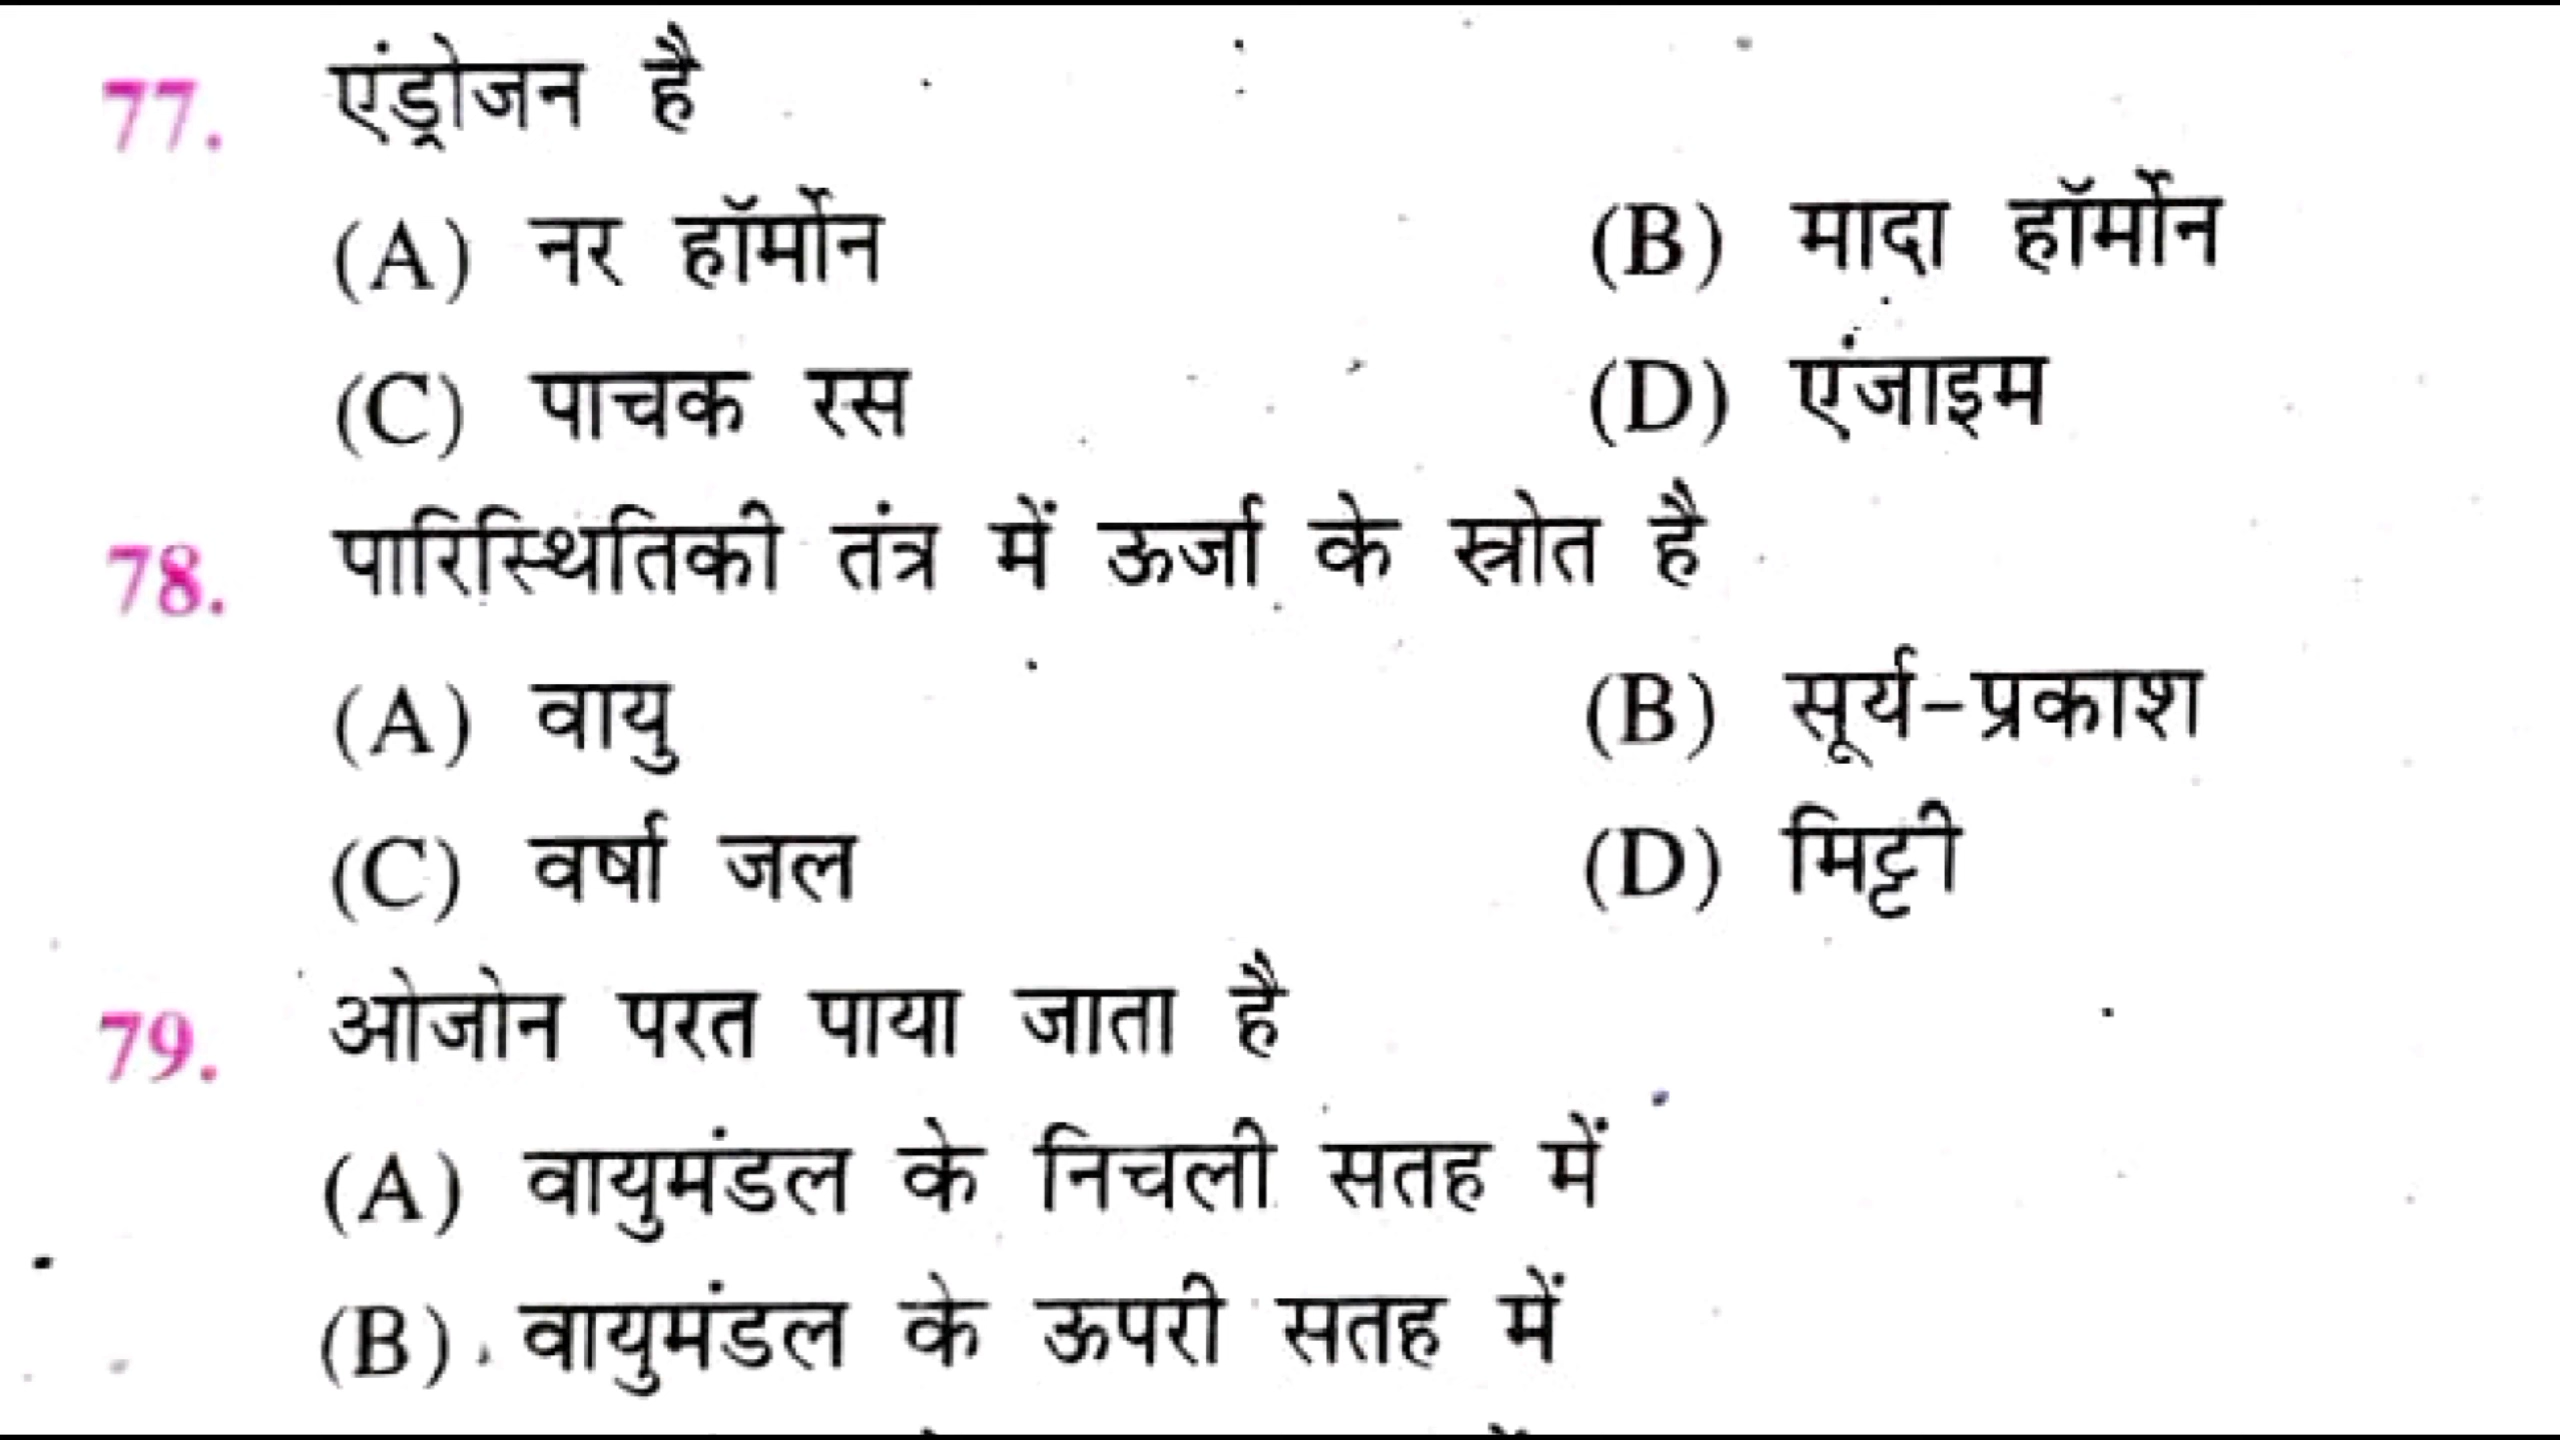 77. एंड्रोजन है
(A) नर हॉर्मोन (B) मादा हॉर्मोन
(C) पाचक रस (D) एंजाइम
78. पारिस्थितिकी तंत्र में ऊर्जा के स्त्रोत है
(A) वायु (B) सूर्य-प्रकाश
(C) वर्षा जल (D) मिट्टी
79. ओजोन परत पाया जाता है
(A) वायुमंडल के निचली सतह में
(B) वायुमंडल के ऊपरी सतह में